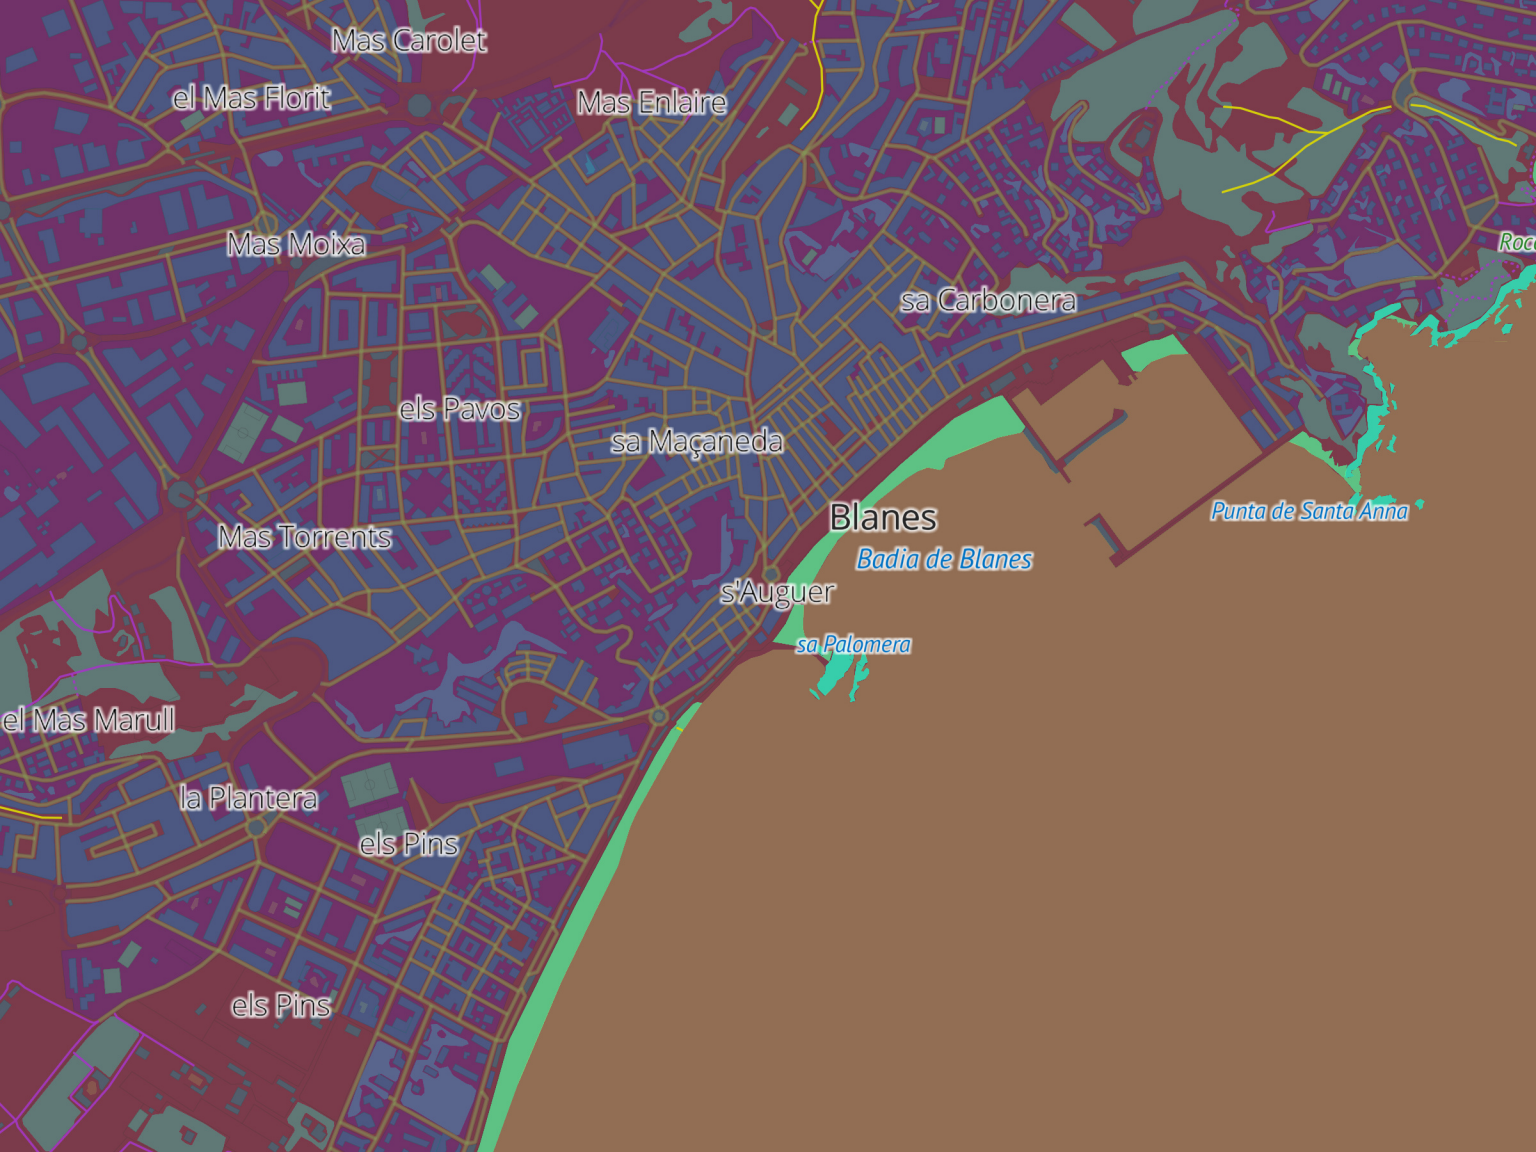 Mas Carolet
el Mas Florit
Mas Enlaire
Mas Moixa
Roc
sa Carbonera
els Pavos
sa Maçaneda
Punta de Santa Anna
Blanes
Mas Torrents
Badia de Blanes
s'Auguer
sa Palomera
el Mas Marull
la Plantera
els Pins
els Pins